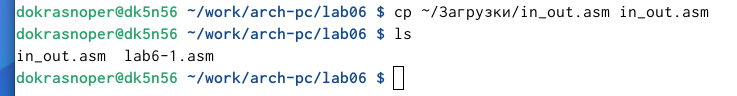 dokrasnoper@dk5n56 ~/work/arch-pc/lab06 $ cp ~/Загрузки/in_out.asm in_out.asm
dokrasnoper@dk5n56 ~/work/arch-pc/lab06 $ ls
in_out.asm  lab6-1.asm
dokrasnoper@dk5n56 ~/work/arch-pc/lab06 $